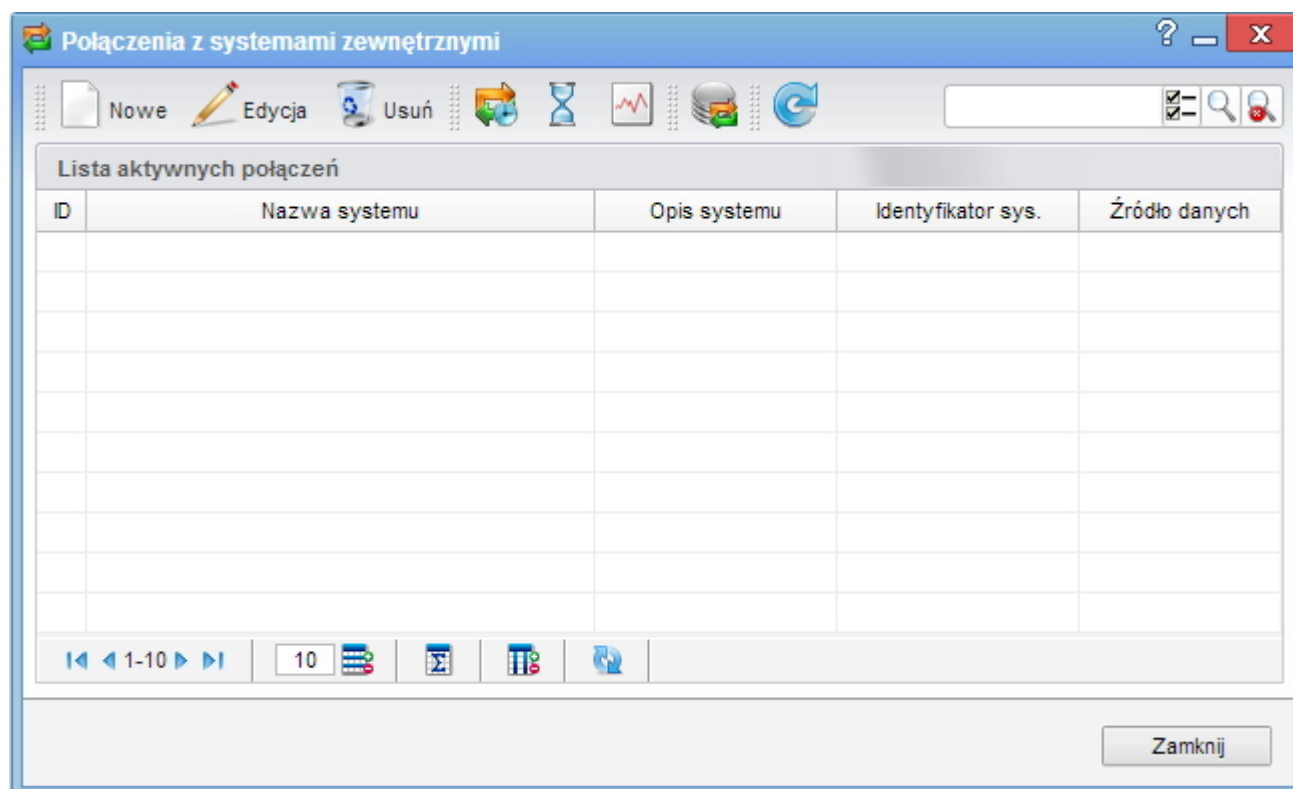 Połączenia z systemami zewnętrznymi
Nowe Edycja Usuń
Lista aktywnych połączeń
ID Nazwa systemu Opis systemu Identyfikator sys. Źródło danych
1-10 10
Zamknij